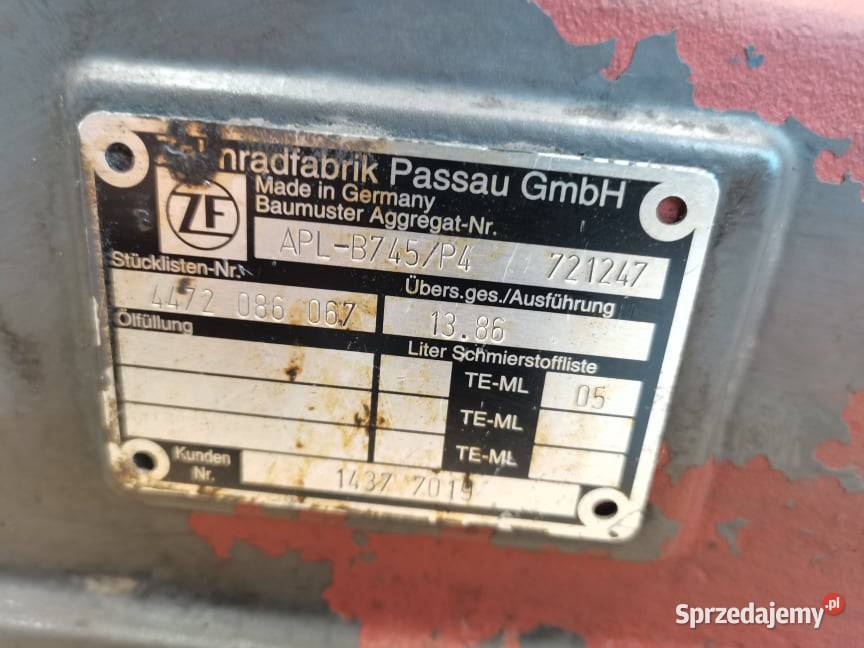 Zahnradfabrik Passau GmbH
Made in Germany
Baumuster Aggregat-Nr.
ZF
APL-B745/P4 721247
Stücklisten-Nr.
Übers.ges./Ausführung
4472 086 067 13.86
Ölfüllung
Liter Schmierstoffliste
TE-ML 05
TE-ML
TE-ML
Kunden
Nr.
1437 7019
Sprzedajemy.pl